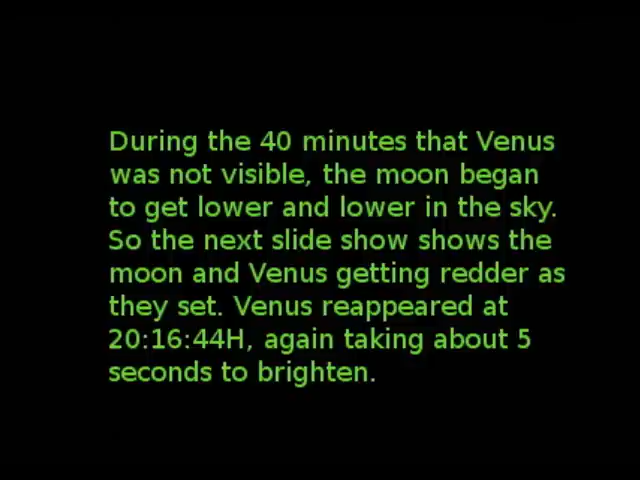 During the 40 minutes that Venus
was not visible, the moon began
to get lower and lower in the sky.
So the next slide show shows the
moon and Venus getting redder as
they set. Venus reappeared at
20:16:44H, again taking about 5
seconds to brighten.